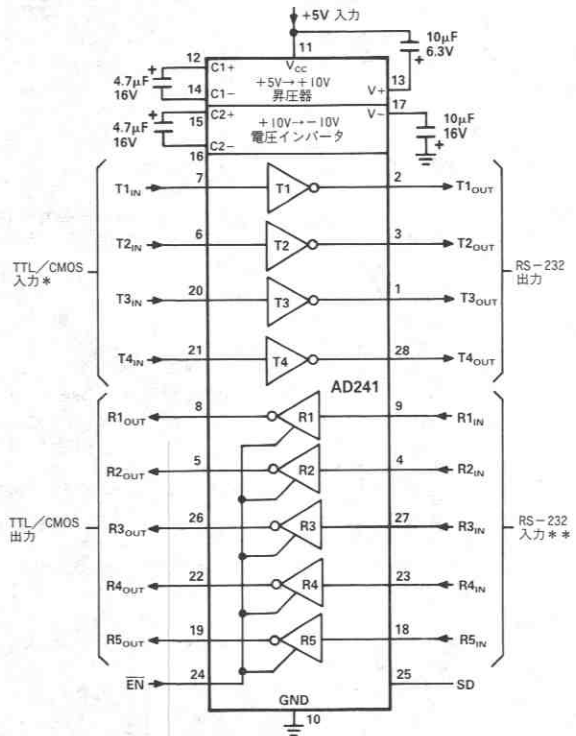 +5V 入力
10μF
6.3V
12
C1+
11
VCC
4.7μF
16V
14
C1-
+5V→+10V
昇圧器
V+
13
15
C2+
+10V→-10V
電圧インバータ
V-
17
4.7μF
16V
C2-
16
10μF
16V
T1IN
7
T1
2
T1OUT
T2IN
6
T2
3
T2OUT
TTL/CMOS
入力*
RS-232
出力
T3IN
20
T3
1
T3OUT
T4IN
21
T4
28
T4OUT
AD241
R1OUT
8
R1
9
R1IN
R2OUT
5
R2
4
R2IN
TTL/CMOS
出力
RS-232
入力**
R3OUT
26
R3
27
R3IN
R4OUT
22
R4
23
R4IN
R5OUT
19
R5
18
R5IN
EN
24
25
SD
GND
10